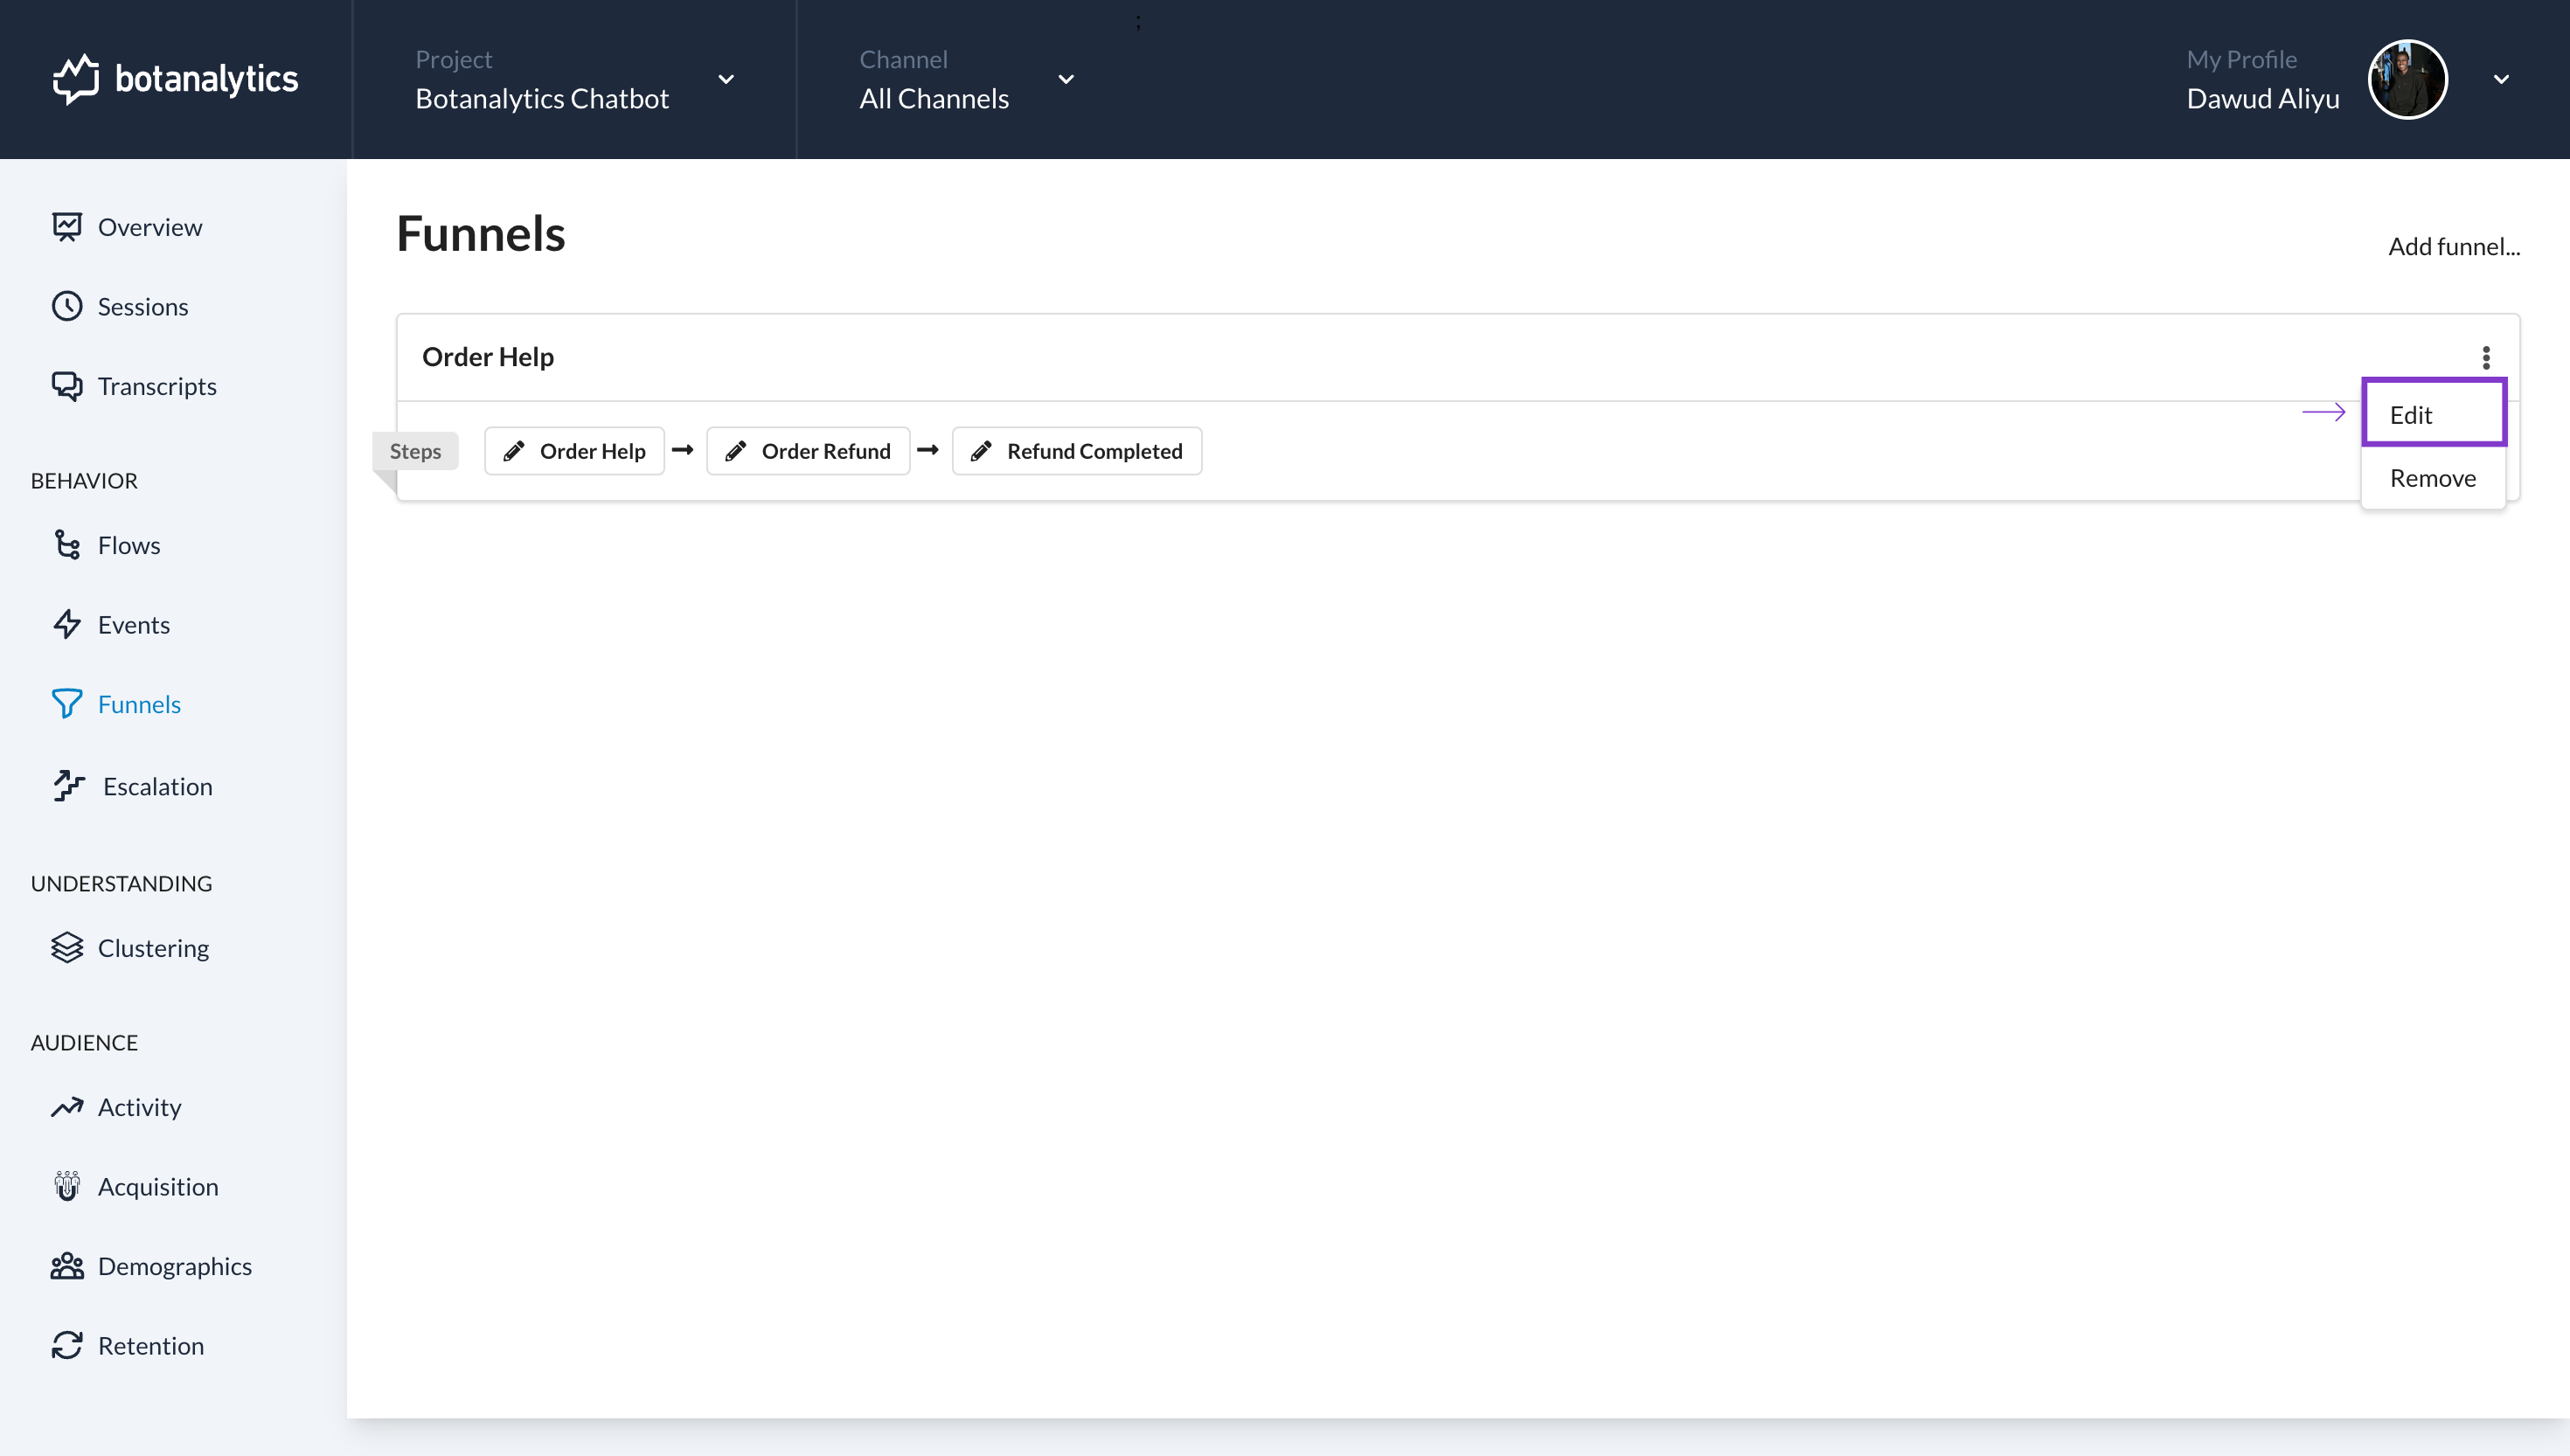 botanalytics
Project
Botanalytics Chatbot
Channel
All Channels
;
My Profile
Dawud Aliyu
Overview
Sessions
Transcripts
BEHAVIOR
Flows
Events
Funnels
Escalation
UNDERSTANDING
Clustering
AUDIENCE
Activity
Acquisition
Demographics
Retention
Funnels
Add funnel...
Order Help
Edit
Remove
Steps
Order Help
Order Refund
Refund Completed